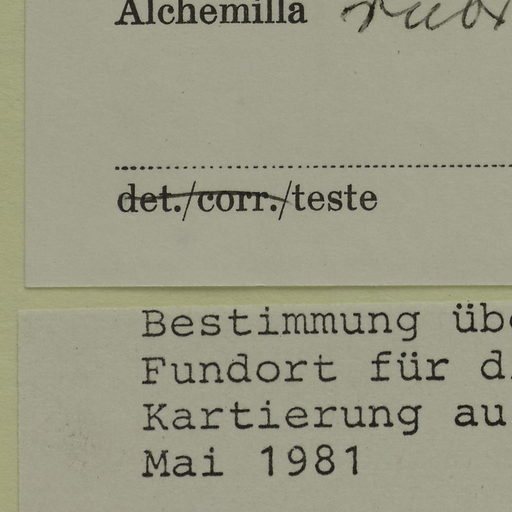 Alchemilla
det./corr./teste
Bestimmung üb
Fundort für d
Kartierung au
Mai 1981